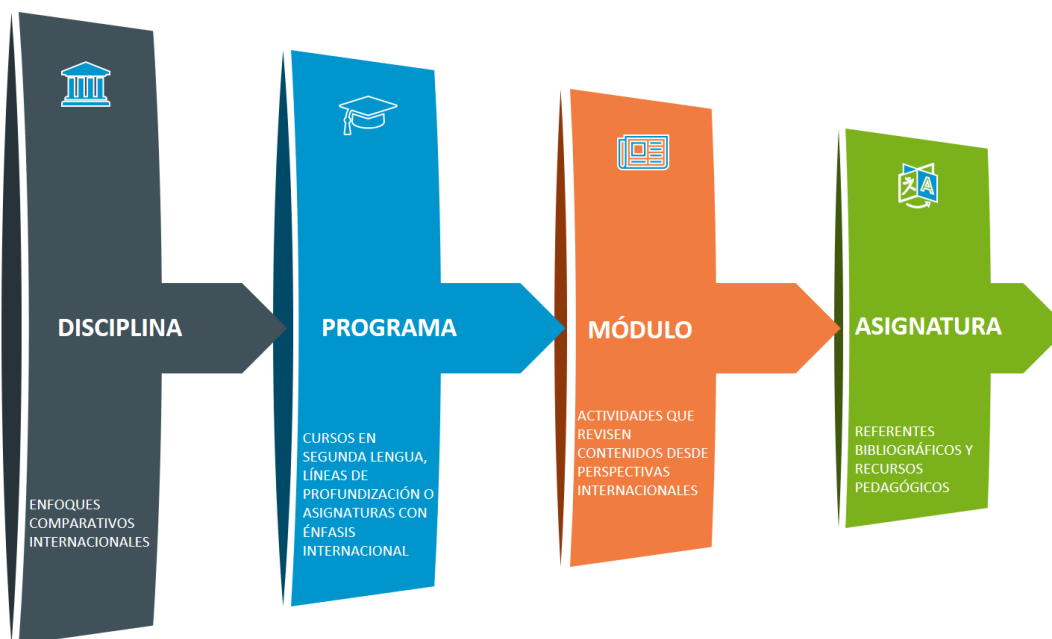 DISCIPLINA
ENFOQUES
COMPARATIVOS
INTERNACIONALES
PROGRAMA
CURSOS EN
SEGUNDA LENGUA,
LÍNEAS DE
PROFUNDIZACIÓN O
ASIGNATURAS CON
ÉNFASIS
INTERNACIONAL
MÓDULO
ACTIVIDADES QUE
REVISEN
CONTENIDOS DESDE
PERSPECTIVAS
INTERNACIONALES
A
ASIGNATURA
REFERENTES
BIBLIOGRÁFICOS Y
RECURSOS
PEDAGÓGICOS